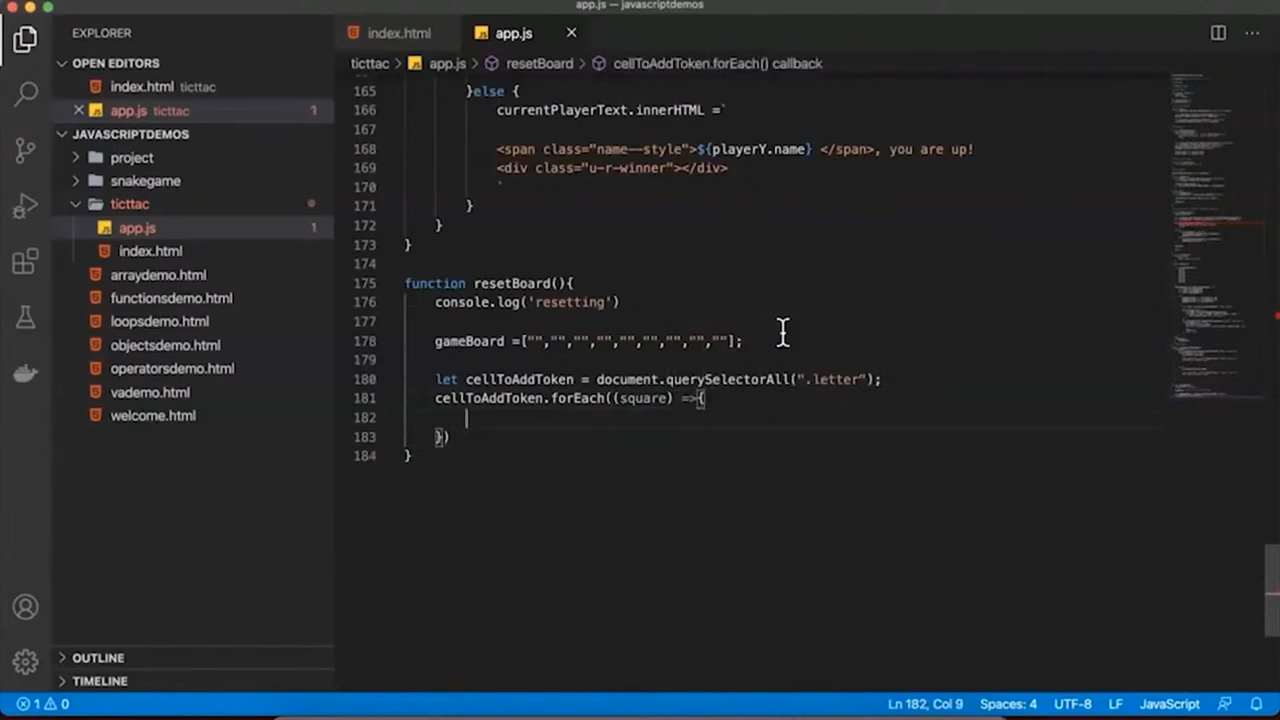 app.js — javascriptdemos
EXPLORER
index.html
app.js
ticttac
app.js
resetBoard
cellToAddToken.forEach() callback
OPEN EDITORS
index.html ticttac
app.js ticttac 1
JAVASCRIPTDEMOS
project
snakegame
ticttac
app.js 1
index.html
arraydemo.html
functionsdemo.html
loopsdemo.html
objectsdemo.html
operatorsdemo.html
vademo.html
welcome.html
OUTLINE
TIMELINE
165 }else {
166 currentPlayerText.innerHTML =`
167
168 <span class="name--style">${playerY.name} </span>, you are up!
169 <div class="u-r-winner"></div>
170 `
171 }
172 }
173 }
174
175 function resetBoard(){
176 console.log('resetting')
177
178 gameBoard =["","","","","","","","",""];
179
180 let cellToAddToken = document.querySelectorAll(".letter");
181 cellToAddToken.forEach((square) =>{
182
183 })
184 }
1 0
Ln 182, Col 9
Spaces: 4
UTF-8
LF
JavaScript